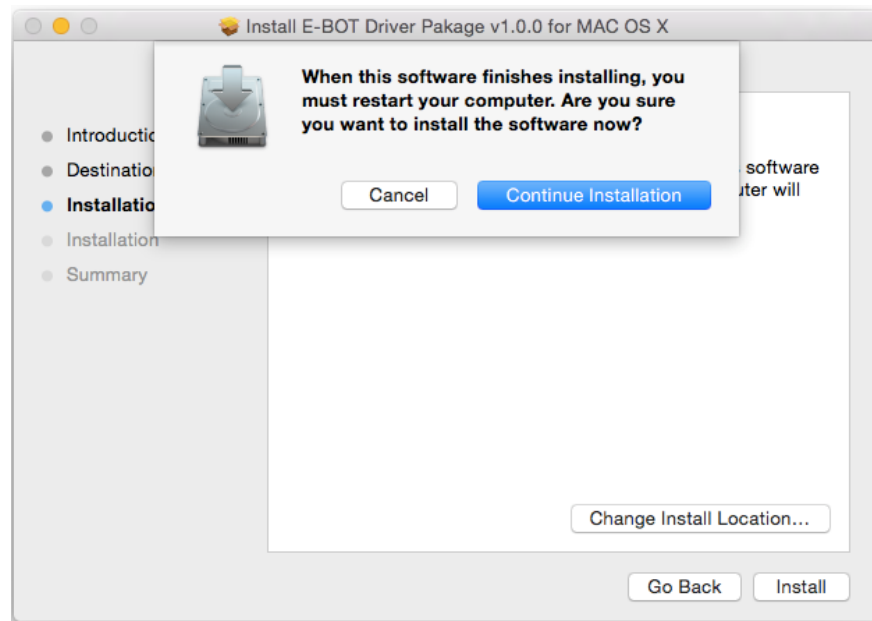 Install E-BOT Driver Pakage v1.0.0 for MAC OS X
When this software finishes installing, you
must restart your computer. Are you sure
you want to install the software now?
Cancel
Continue Installation
Introductio
Destination
Installatio
Installation
Summary
software
uter will
Change Install Location...
Go Back
Install